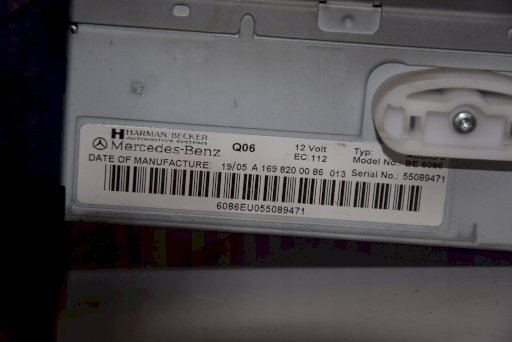 HARMAN/BECKER
AUTOMOTIVE SYSTEMS
Mercedes-Benz Q06 12 Volt Typ:
EC:112 Model No.: BE 6086
DATE OF MANUFACTURE: 19/05 A 169 820 00 86 013 Serial No.: 55089471
6086EU055089471